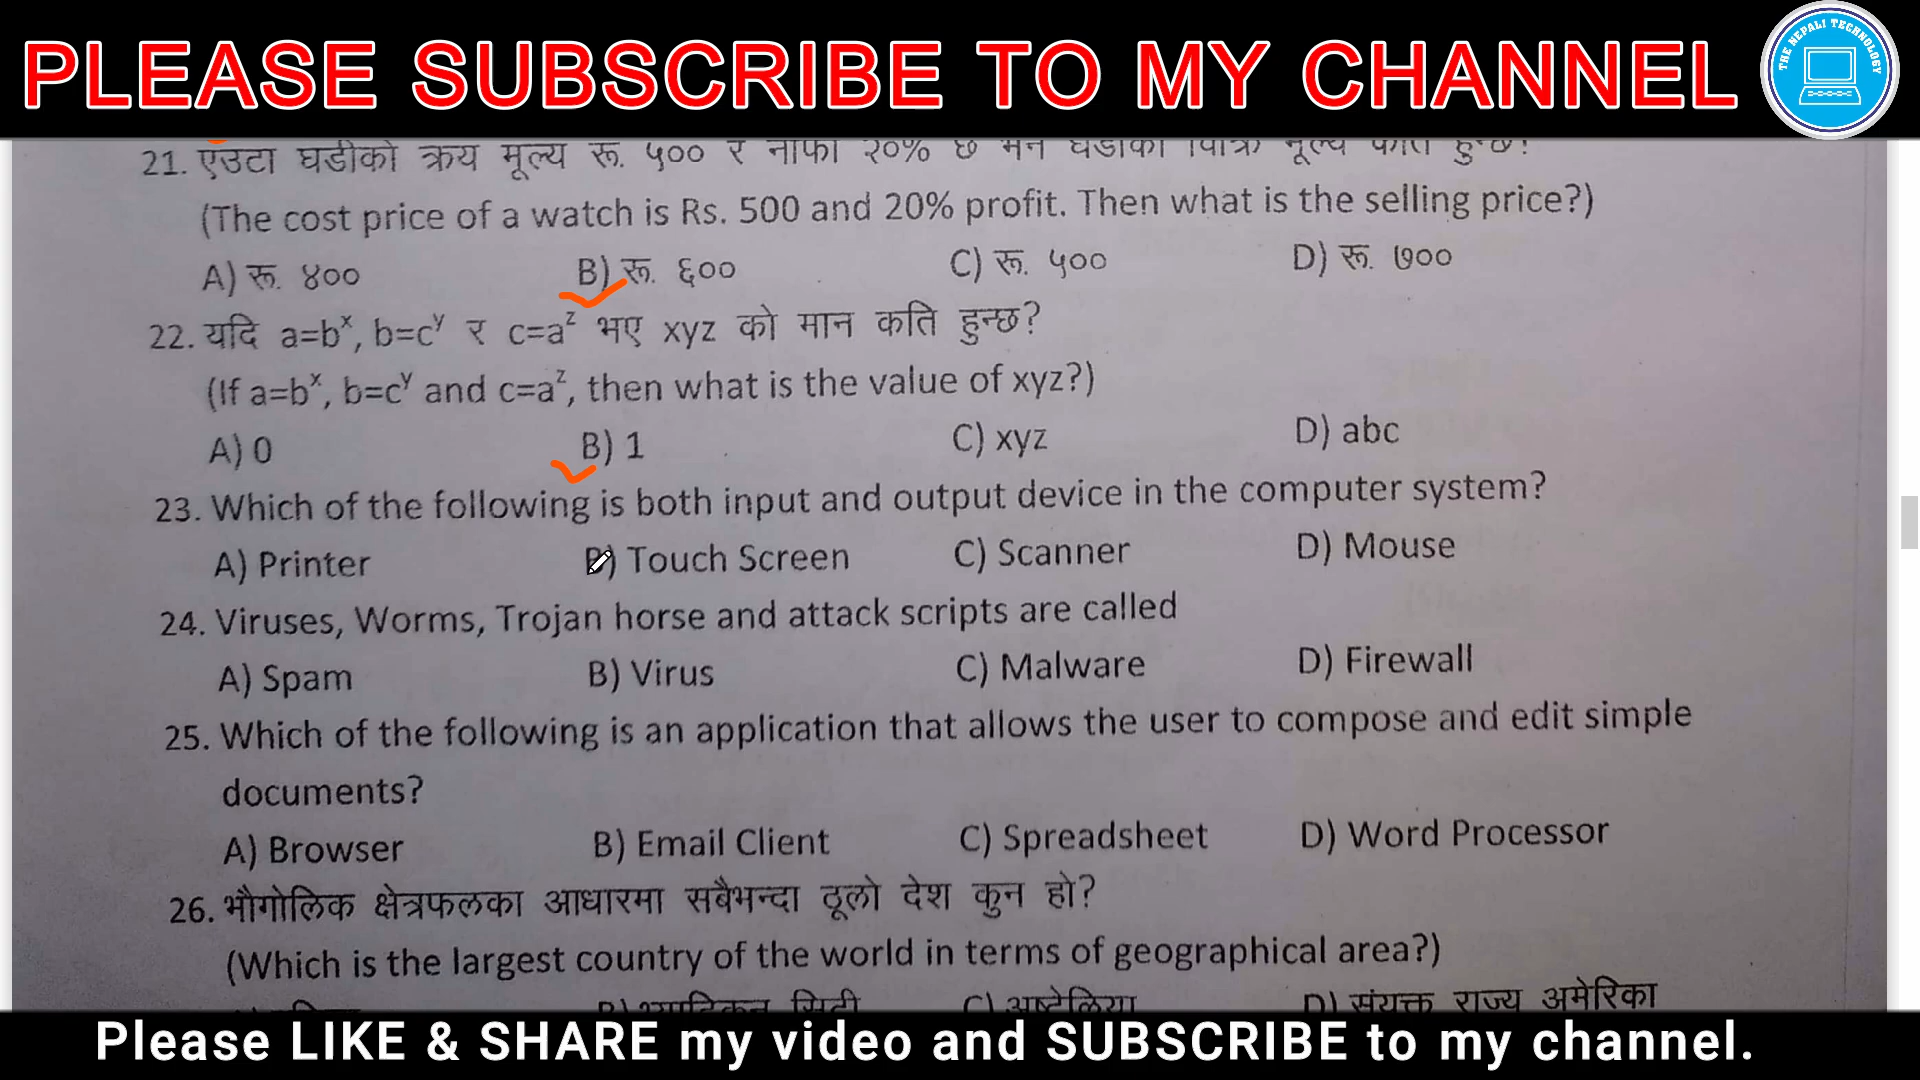 PLEASE SUBSCRIBE TO MY CHANNEL
THE NEPALI TECHNOLOGY
21. एउटा घडीको क्रय मूल्य रू. ५०० र नाफा २०% छ भने घडीको मूल्य कति हुन्छ?
(The cost price of a watch is Rs. 500 and 20% profit. Then what is the selling price?)
A) रू. ४०० B) रू. ६०० C) रू. ५०० D) रू. ७००
22. यदि a=bˣ, b=cʸ र c=aᶻ भए xyz को मान कति हुन्छ?
(If a=bˣ, b=cʸ and c=aᶻ, then what is the value of xyz?)
A) 0 B) 1 C) xyz D) abc
23. Which of the following is both input and output device in the computer system?
A) Printer B) Touch Screen C) Scanner D) Mouse
24. Viruses, Worms, Trojan horse and attack scripts are called
A) Spam B) Virus C) Malware D) Firewall
25. Which of the following is an application that allows the user to compose and edit simple
documents?
A) Browser B) Email Client C) Spreadsheet D) Word Processor
26. भौगोलिक क्षेत्रफलका आधारमा सबैभन्दा ठूलो देश कुन हो?
(Which is the largest country of the world in terms of geographical area?)
B) भ्याटिकन सिटी C) अष्टेलिया D) संयक्त राज्य अमेरिका
Please LIKE & SHARE my video and SUBSCRIBE to my channel.